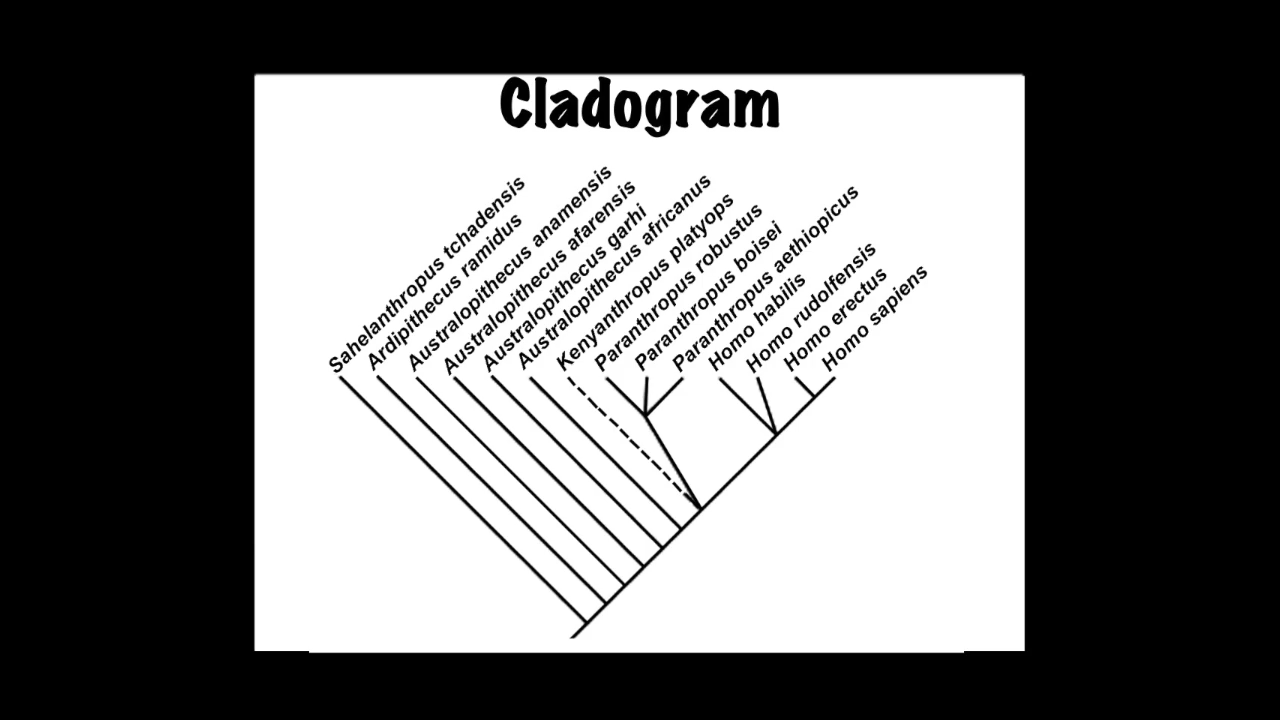 Cladogram
Sahelanthropus tchadensis
Ardipithecus ramidus
Australopithecus anamensis
Australopithecus afarensis
Australopithecus garhi
Australopithecus africanus
Kenyanthropus platyops
Paranthropus robustus
Paranthropus boisei
Paranthropus aethiopicus
Homo habilis
Homo rudolfensis
Homo erectus
Homo sapiens